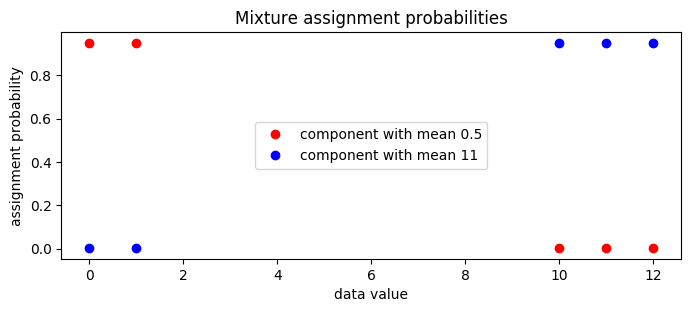 Mixture assignment probabilities
assignment probability
0.8
0.6
0.4
0.2
0.0
component with mean 0.5
component with mean 11
0 2 4 6 8 10 12
data value